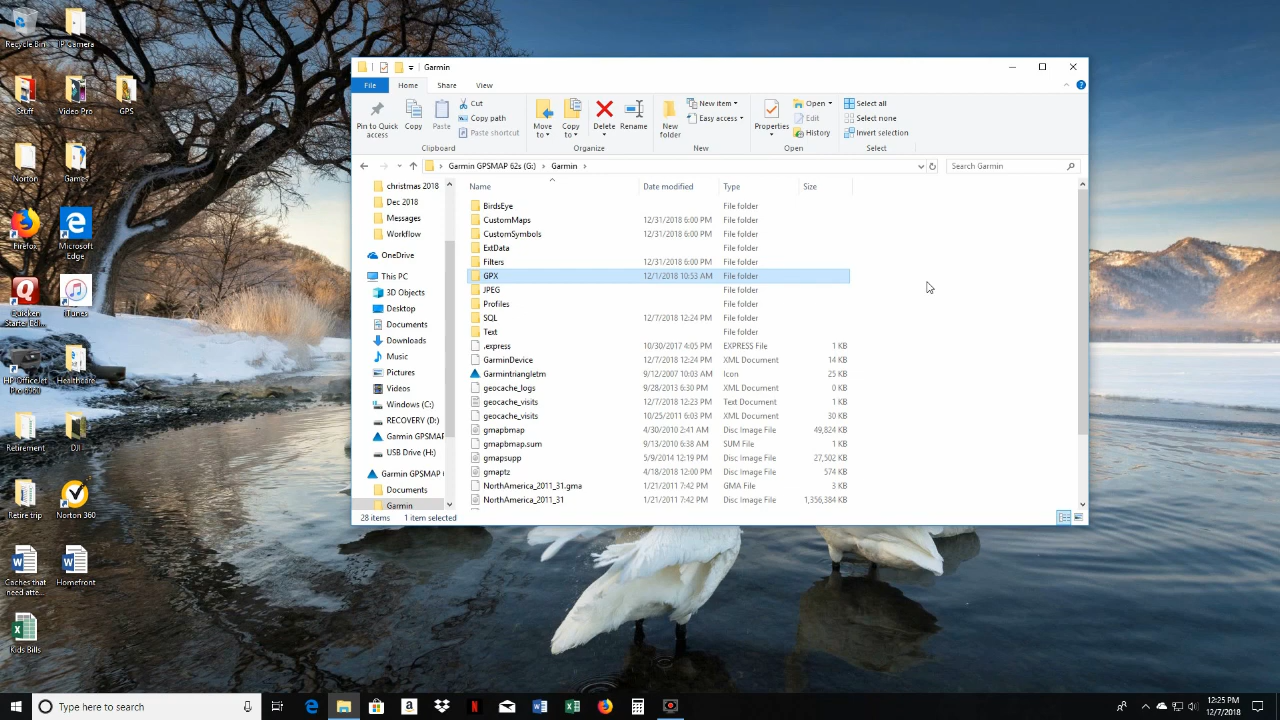 Recycle Bin
IP Camera
Stuff
Video Pro
GPS
Norton
Games
Firefox
Microsoft
Edge
Quicken
Starter Edi...
iTunes
HP OfficeJet
Pro 8600
Healthcare
Retirement
DJI
Retire trip
Norton 360
Caches that
need atte...
Homefront
Kids Bills
Garmin
File
Home
Share
View
Pin to Quick
access
Copy
Paste
Cut
Copy path
Paste shortcut
Clipboard
Move
to
Copy
to
Delete
Rename
Organize
New
folder
New item
Easy access
New
Properties
Open
Edit
History
Open
Select all
Select none
Invert selection
Select
Garmin GPSMAP 62s (G:) > Garmin >
Search Garmin
christmas 2018
Dec 2018
Messages
Workflow
OneDrive
This PC
3D Objects
Desktop
Documents
Downloads
Music
Pictures
Videos
Windows (C:)
RECOVERY (D:)
Garmin GPSMAP
USB Drive (H:)
Garmin GPSMAP
Documents
Garmin
Name Date modified Type Size
BirdsEye File folder
CustomMaps 12/31/2018 6:00 PM File folder
CustomSymbols 12/31/2018 6:00 PM File folder
ExtData File folder
Filters 12/31/2018 6:00 PM File folder
GPX 12/1/2018 10:53 AM File folder
JPEG File folder
Profiles File folder
SQL 12/7/2018 12:24 PM File folder
Text File folder
.express 10/30/2017 4:05 PM EXPRESS File 1 KB
GarminDevice 12/7/2018 12:24 PM XML Document 14 KB
Garmintriangletm 9/12/2007 10:03 AM Icon 25 KB
geocache_logs 9/28/2013 6:30 PM XML Document 0 KB
geocache_visits 12/7/2018 12:23 PM Text Document 1 KB
geocache_visits 10/25/2011 6:03 PM XML Document 30 KB
gmapbmap 4/30/2010 2:41 AM Disc Image File 49,824 KB
gmapbmap.sum 9/13/2010 6:38 AM SUM File 1 KB
gmapsupp 5/9/2014 12:19 PM Disc Image File 27,502 KB
gmaptz 4/18/2018 12:00 PM Disc Image File 574 KB
NorthAmerica_2011_31.gma 1/21/2011 7:42 PM GMA File 3 KB
NorthAmerica_2011_31 1/21/2011 7:42 PM Disc Image File 1,356,384 KB
28 items 1 item selected
Type here to search
12:25 PM
12/7/2018